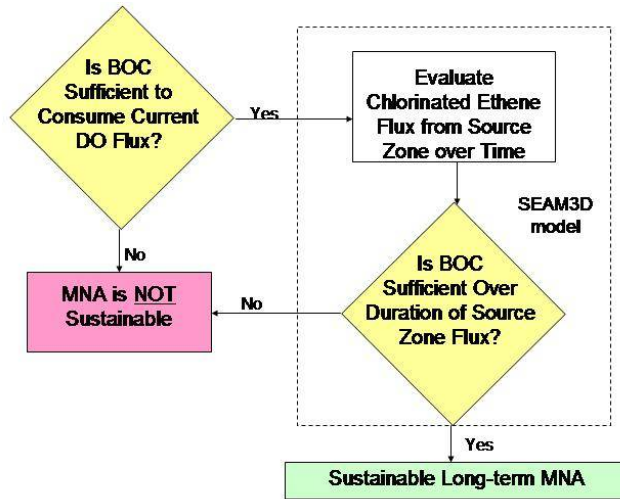 Is BOC
Sufficient to
Consume Current
DO Flux?
Yes
Evaluate
Chlorinated Ethene
Flux from Source
Zone over Time
SEAM3D
model
No
MNA is NOT
Sustainable
No
Is BOC
Sufficient Over
Duration of Source
Zone Flux?
Yes
Sustainable Long-term MNA